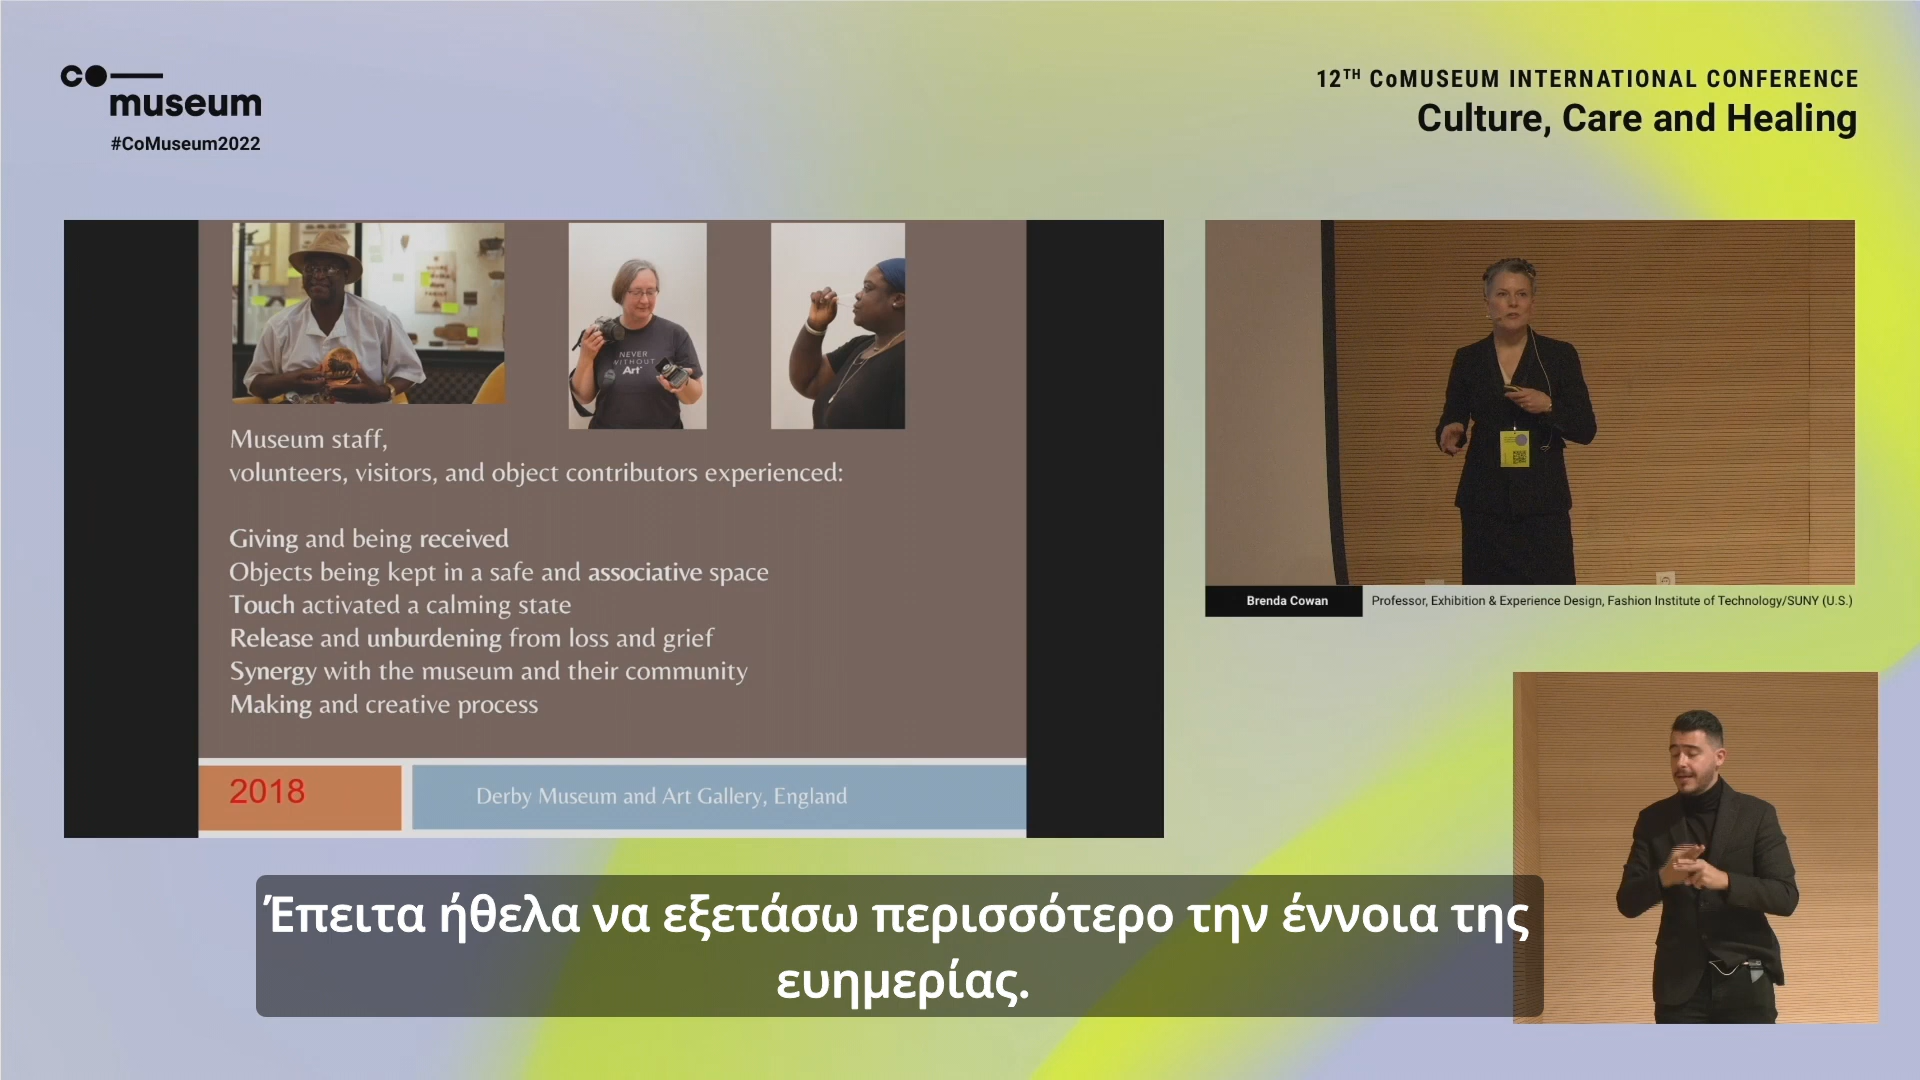 co
museum
#CoMuseum2022
12TH CoMUSEUM INTERNATIONAL CONFERENCE
Culture, Care and Healing
NEVER
WITHOUT
Art
Museum staff,
volunteers, visitors, and object contributors experienced:
Giving and being received
Objects being kept in a safe and associative space
Touch activated a calming state
Release and unburdening from loss and grief
Synergy with the museum and their community
Making and creative process
2018
Derby Museum and Art Gallery, England
Brenda Cowan
Professor, Exhibition & Experience Design, Fashion Institute of Technology/SUNY (U.S.)
Έπειτα ήθελα να εξετάσω περισσότερο την έννοια της
ευημερίας.